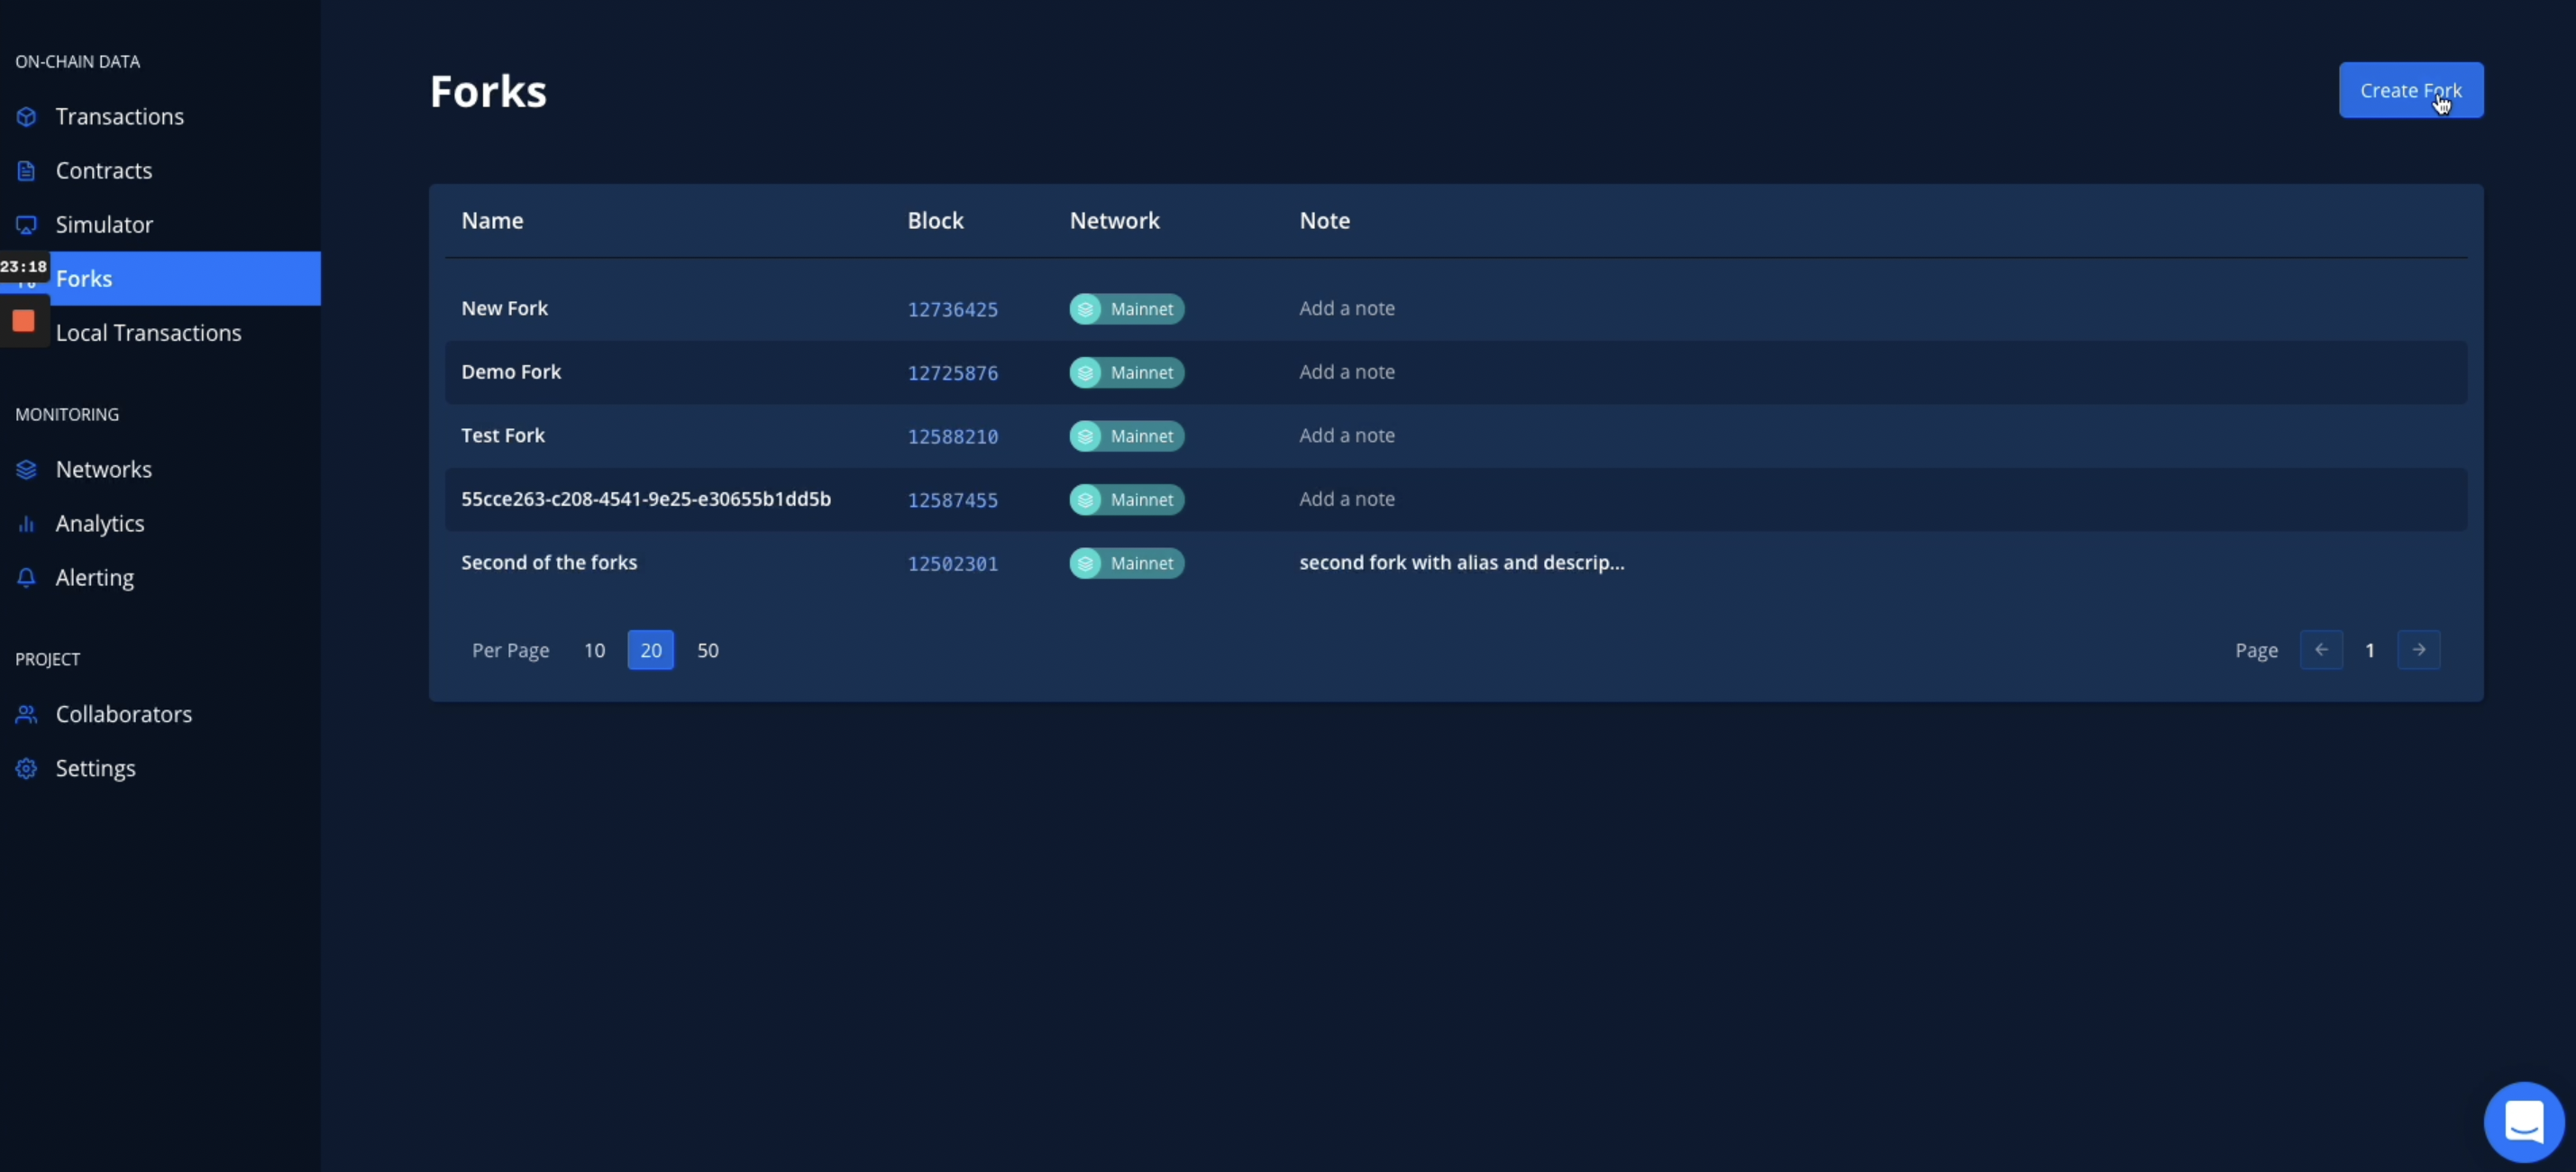 ON-CHAIN DATA
Transactions
Contracts
Simulator
23:18
Forks
Local Transactions
MONITORING
Networks
Analytics
Alerting
PROJECT
Collaborators
Settings
Forks
Create Fork
Name Block Network Note
New Fork 12736425 Mainnet Add a note
Demo Fork 12725876 Mainnet Add a note
Test Fork 12588210 Mainnet Add a note
55cce263-c208-4541-9e25-e30655b1dd5b 12587455 Mainnet Add a note
Second of the forks 12502301 Mainnet second fork with alias and descrip...
Per Page 10 20 50 Page 1